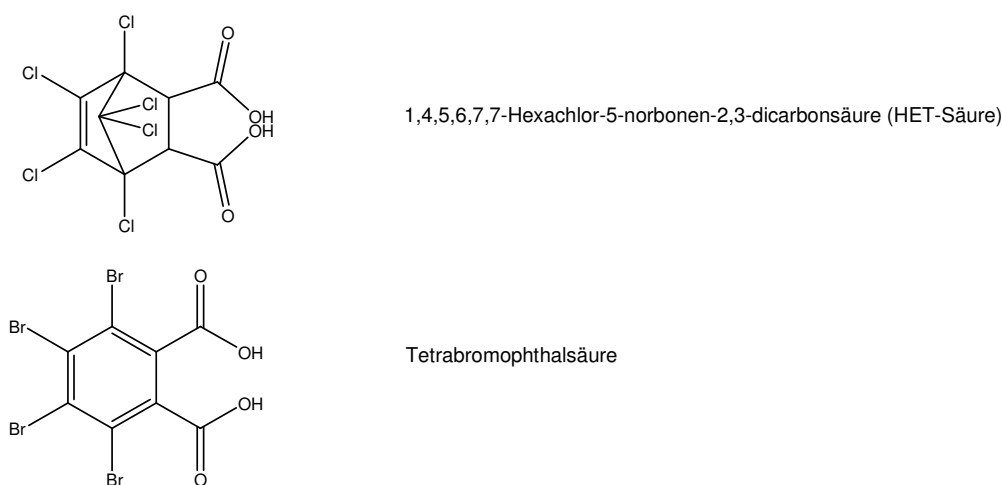 Cl
O
Cl
Cl
OH
Cl
OH
1,4,5,6,7,7-Hexachlor-5-norbonen-2,3-dicarbonsäure (HET-Säure)
Cl
O
Cl
Br
O
Br
OH
Tetrabromophthalsäure
OH
Br
O
Br